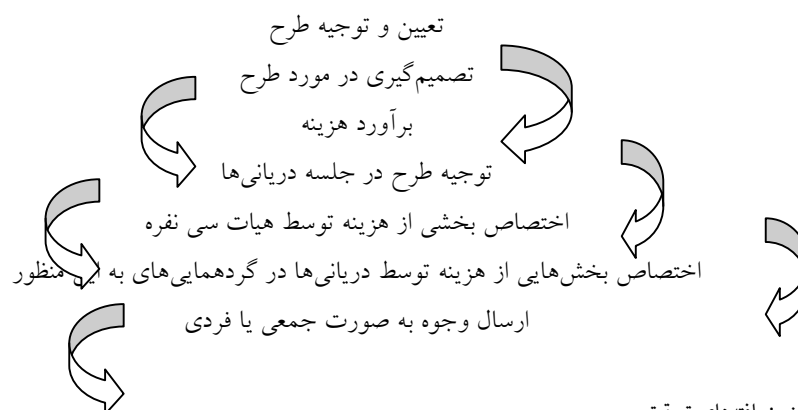 تعیین و توجیه طرح
تصمیم‌گیری در مورد طرح
برآورد هزینه
توجیه طرح در جلسه دریانی‌ها
اختصاص بخشی از هزینه توسط هیات سی نفره
اختصاص بخش‌هایی از هزینه توسط دریانی‌ها در گردهمایی‌های به این منظور
ارسال وجوه به صورت جمعی یا فردی